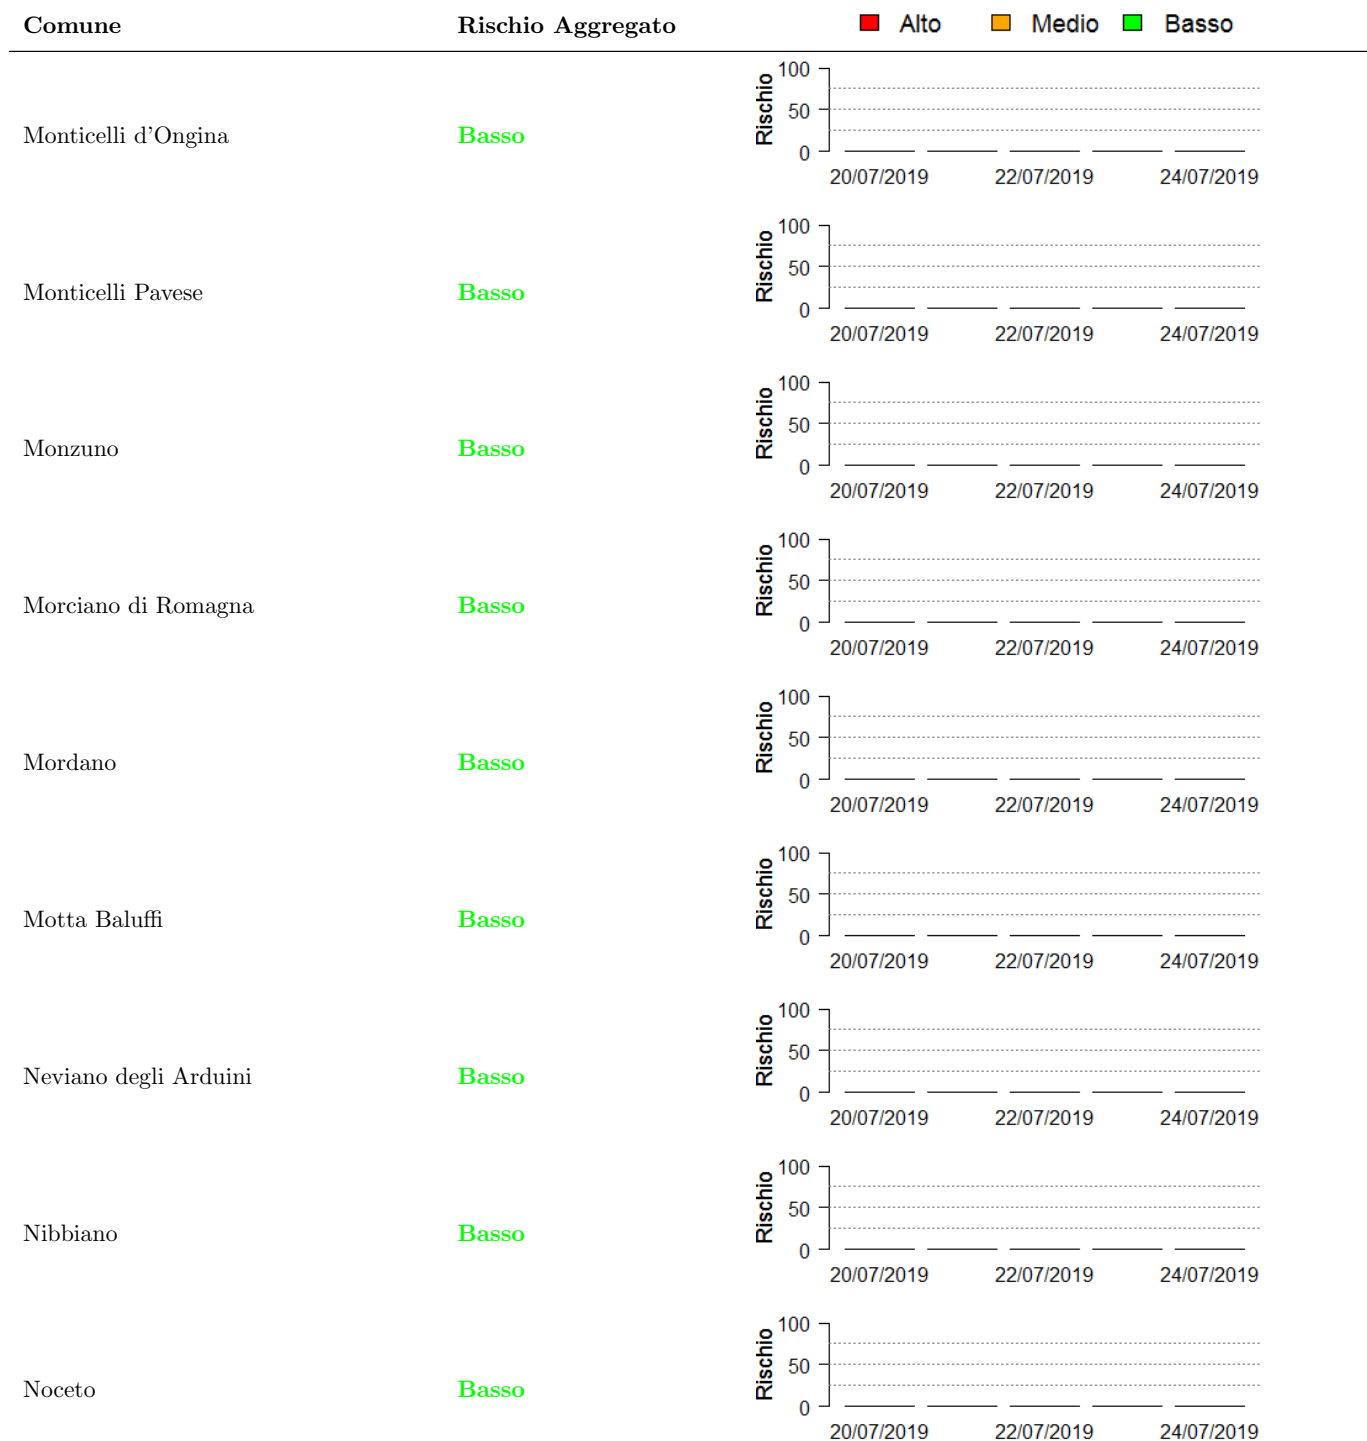 Comune Rischio Aggregato Alto Medio Basso
100
50
0
Rischio
Monticelli d'Ongina Basso
20/07/2019 22/07/2019 24/07/2019
100
50
0
Rischio
Monticelli Pavese Basso
20/07/2019 22/07/2019 24/07/2019
100
50
0
Rischio
Monzuno Basso
20/07/2019 22/07/2019 24/07/2019
100
50
0
Rischio
Morciano di Romagna Basso
20/07/2019 22/07/2019 24/07/2019
100
50
0
Rischio
Mordano Basso
20/07/2019 22/07/2019 24/07/2019
100
50
0
Rischio
Motta Baluffi Basso
20/07/2019 22/07/2019 24/07/2019
100
50
0
Rischio
Neviano degli Arduini Basso
20/07/2019 22/07/2019 24/07/2019
100
50
0
Rischio
Nibbiano Basso
20/07/2019 22/07/2019 24/07/2019
100
50
0
Rischio
Noceto Basso
20/07/2019 22/07/2019 24/07/2019